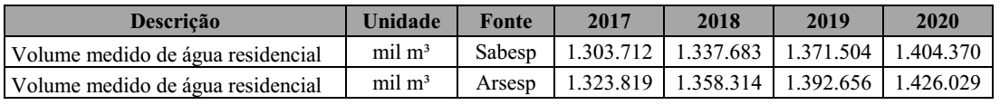 Descrição Unidade Fonte 2017 2018 2019 2020
Volume medido de água residencial mil m³ Sabesp 1.303.712 1.337.683 1.371.504 1.404.370
Volume medido de água residencial mil m³ Arsesp 1.323.819 1.358.314 1.392.656 1.426.029